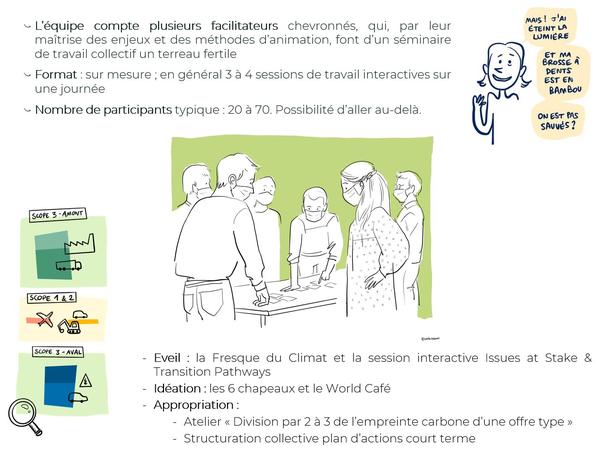 L'équipe compte plusieurs facilitateurs chevronnés, qui, par leur
maîtrise des enjeux et des méthodes d'animation, font d'un séminaire
de travail collectif un terreau fertile
Format : sur mesure ; en général 3 à 4 sessions de travail interactives sur
une journée
Nombre de participants typique : 20 à 70. Possibilité d'aller au-delà.
MAIS ! J'AI
ÉTEINT LA
LUMIÈRE
ET MA
BROSSE À
DENTS
EST EN
BAMBOU
ON EST PAS
SAUVÉS ?
SCOPE 3 - AMONT
SCOPE 1 & 2
SCOPE 3 - AVAL
- Eveil : la Fresque du Climat et la session interactive Issues at Stake &
Transition Pathways
- Idéation : les 6 chapeaux et le World Café
- Appropriation :
- Atelier « Division par 2 à 3 de l'empreinte carbone d'une offre type »
- Structuration collective plan d'actions court terme